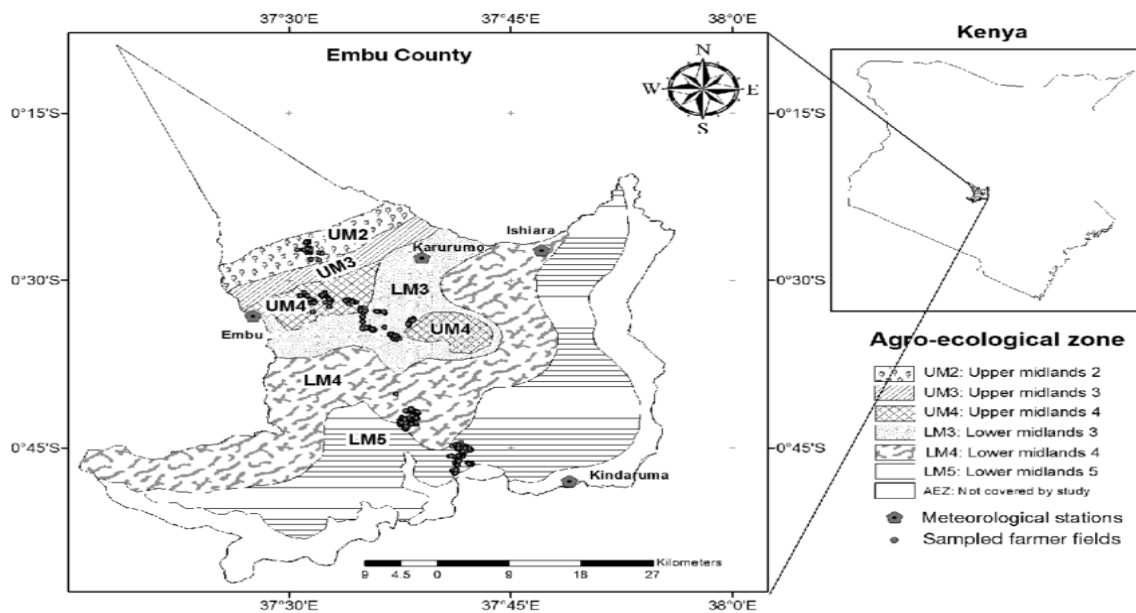 37°30'E 37°45'E 38°0'E
Embu County
Kenya
N
W E
S
0°15'S 0°15'S
UM2
Ishiara
Karurumo
UM3
0°30'S 0°30'S
LM3
UM4
UM4
Embu
LM4
0°45'S LM5 0°45'S
Kindaruma
Kilometers
9 4.5 0 9 18 27
37°30'E 37°45'E 38°0'E
Agro-ecological zone
UM2: Upper midlands 2
UM3: Upper midlands 3
UM4: Upper midlands 4
LM3: Lower midlands 3
LM4: Lower midlands 4
LM5: Lower midlands 5
AEZ: Not covered by study
Meteorological stations
Sampled farmer fields